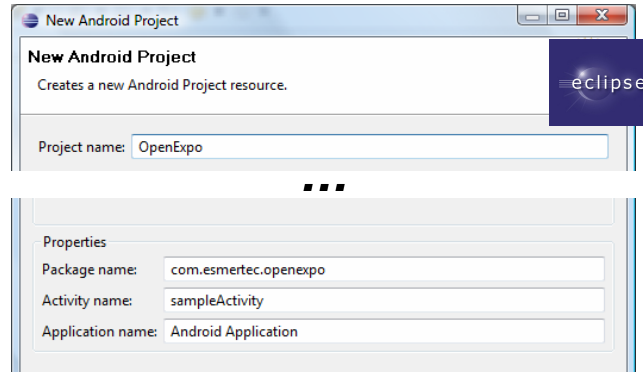 New Android Project
New Android Project
Creates a new Android Project resource.
eclipse
Project name: OpenExpo
...
Properties
Package name: com.esmertec.openexpo
Activity name: sampleActivity
Application name: Android Application